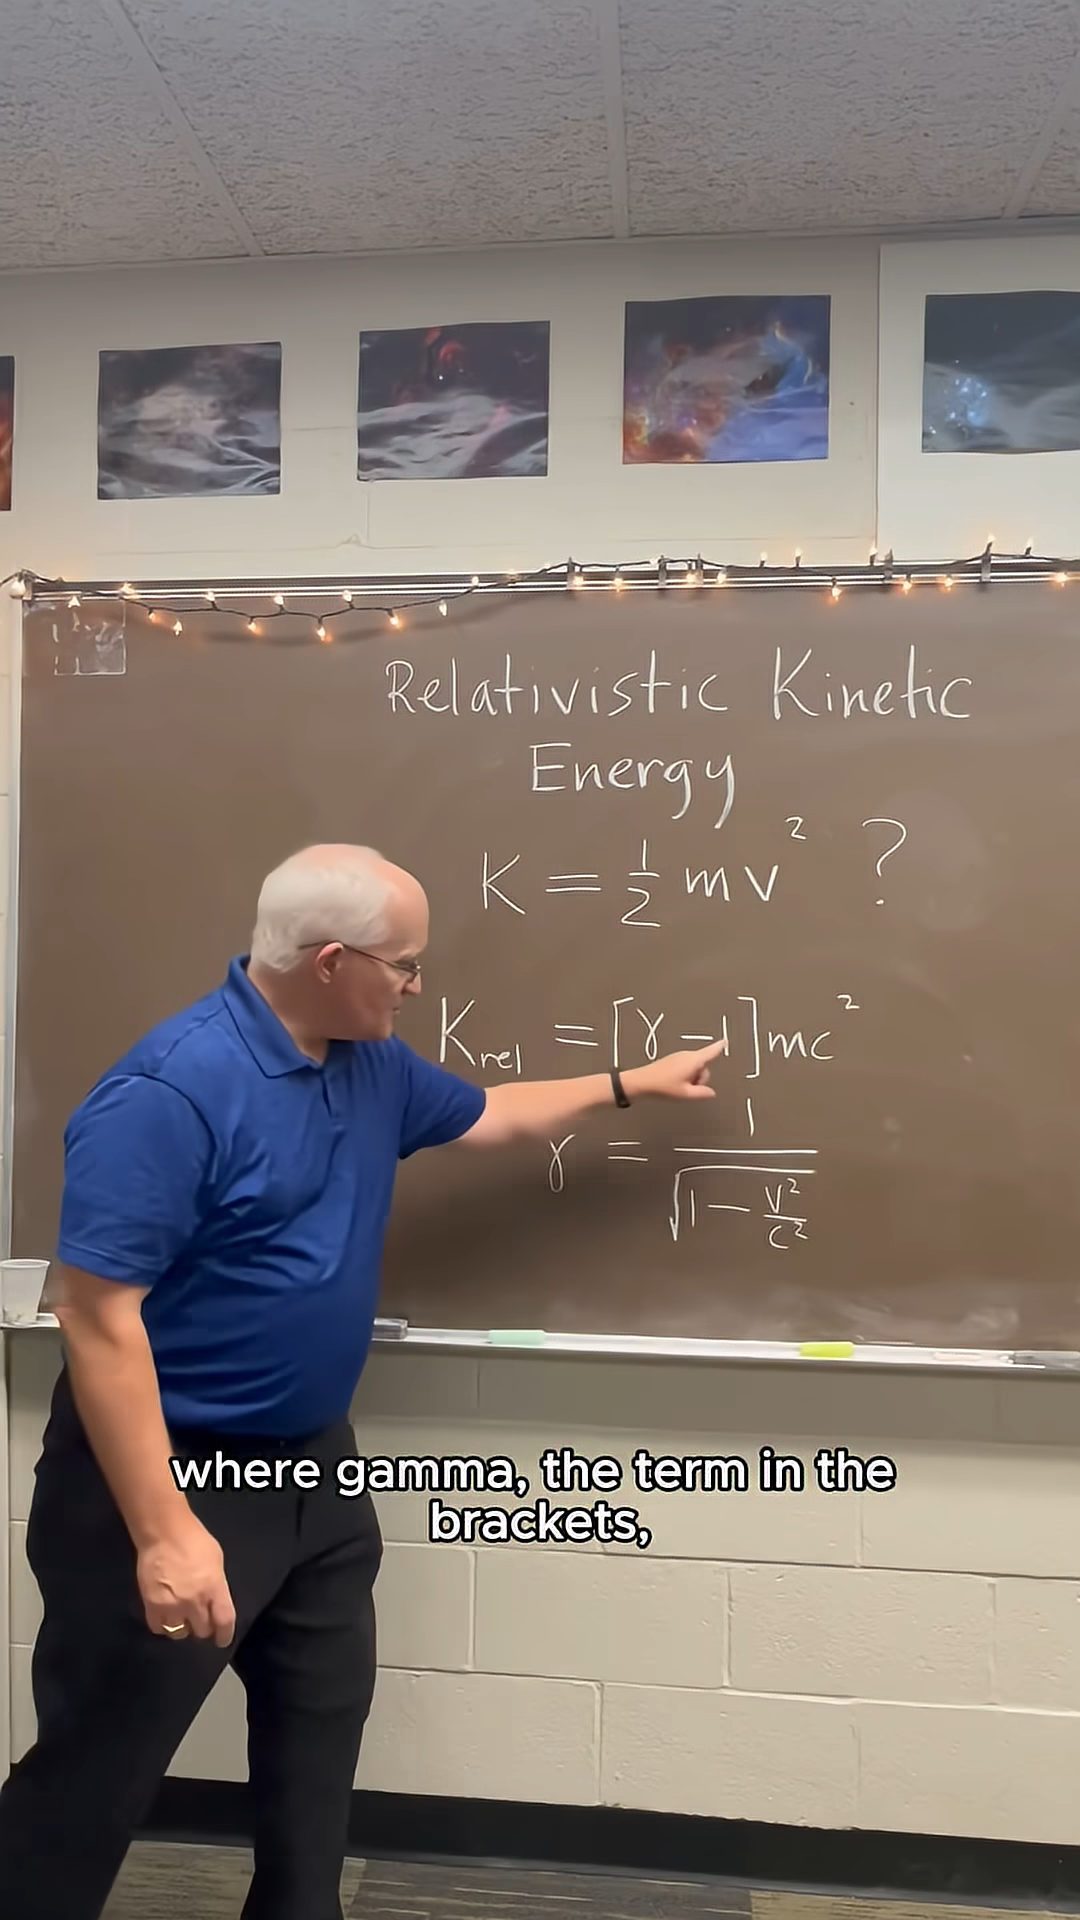 Relativistic Kinetic
Energy
K = 1/2 mv² ?
K_rel = [γ - 1]mc²
γ = 1/√(1 - v²/c²)
where gamma, the term in the
brackets,